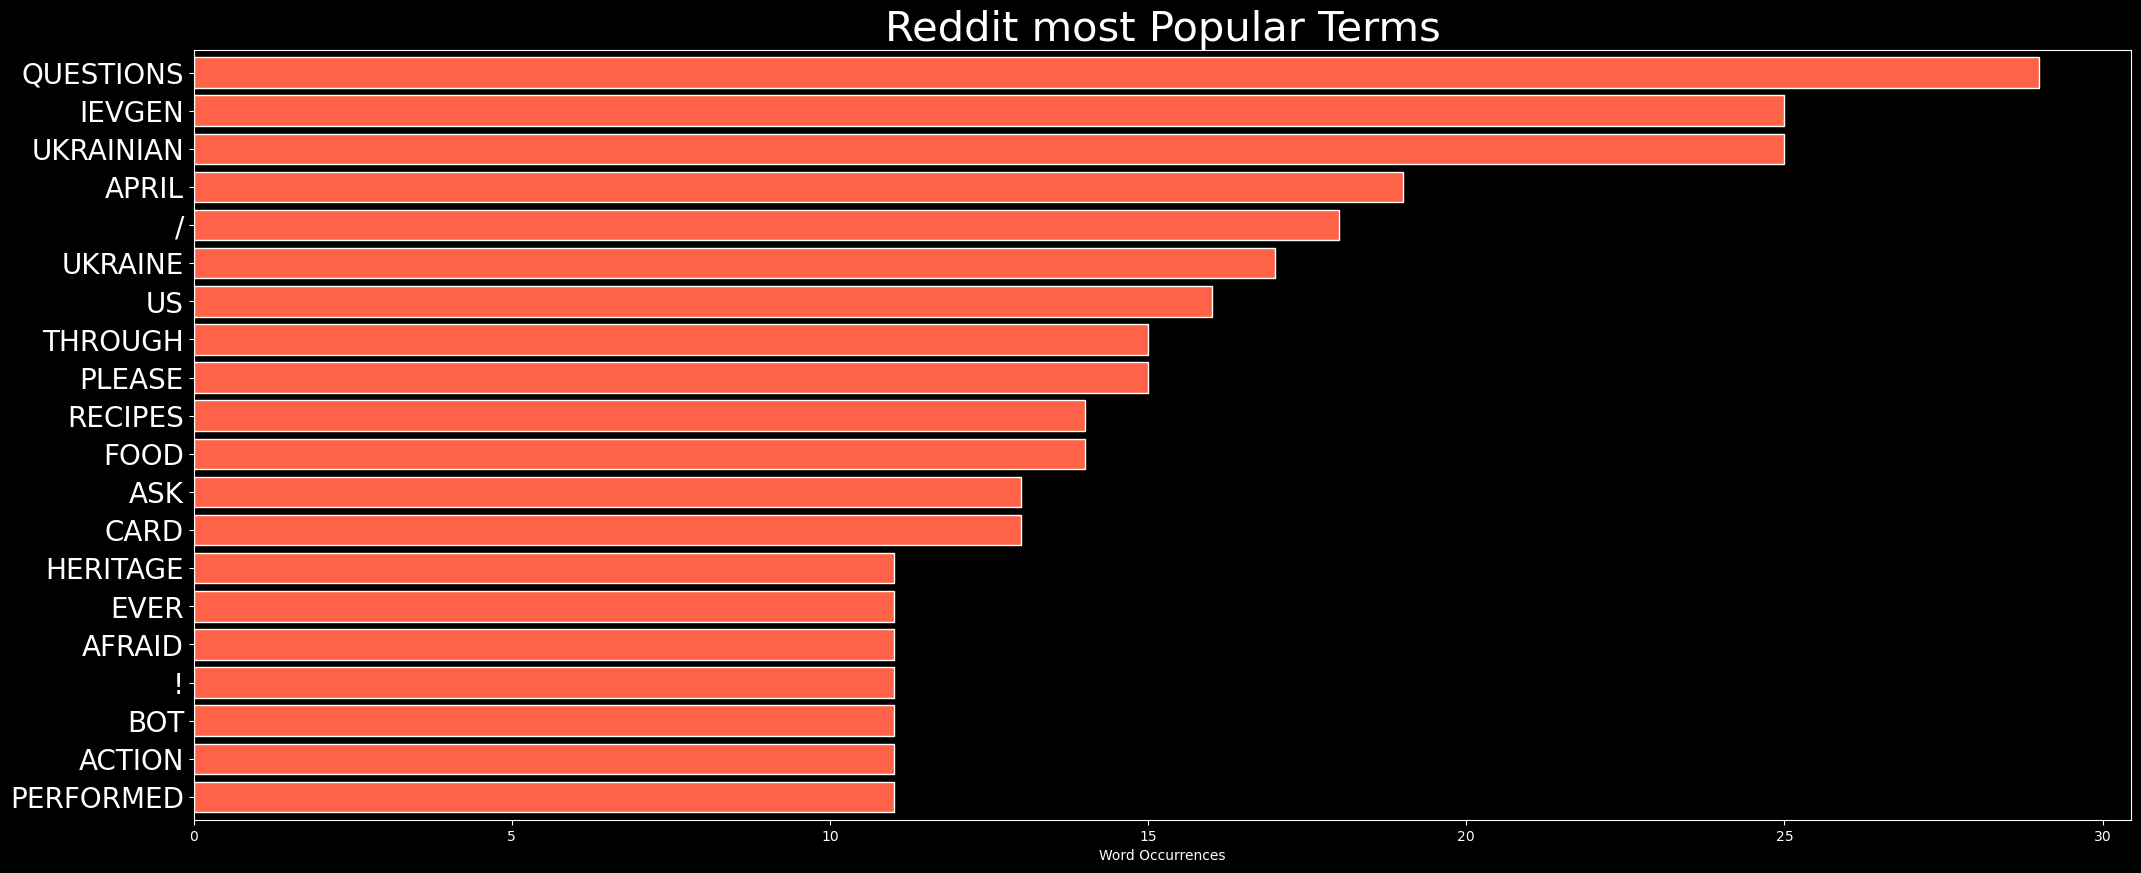 Reddit most Popular Terms
QUESTIONS
IEVGEN
UKRAINIAN
APRIL
/
UKRAINE
US
THROUGH
PLEASE
RECIPES
FOOD
ASK
CARD
HERITAGE
EVER
AFRAID
!
BOT
ACTION
PERFORMED
0 5 10 15 20 25 30
Word Occurrences